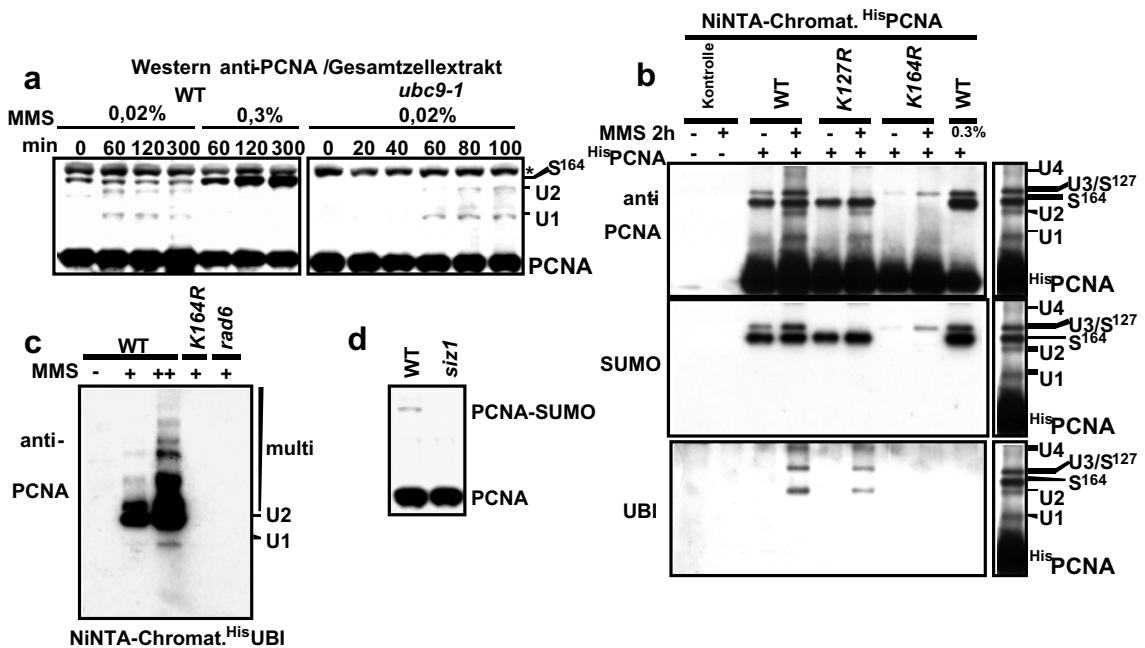 a
Western anti-PCNA /Gesamtzellextrakt
WT
ubc9-1
MMS 0,02% 0,3% 0,02%
min 0 60 120 300 60 120 300 0 20 40 60 80 100
* S164
U2
U1
PCNA
b
NiNTA-Chromat. HisPCNA
Kontrolle WT K127R K164R WT
MMS 2h - + - + - + - + 0.3%
HisPCNA - - + + + + + + +
anti-
PCNA
U4
U3/S127
S164
U2
U1
HisPCNA
SUMO
U4
U3/S127
S164
U2
U1
HisPCNA
UBI
U4
U3/S127
S164
U2
U1
HisPCNA
c
WT K164R rad6
MMS - + ++ + +
anti-
PCNA
multi
U2
U1
NiNTA-Chromat.HisUBI
d
WT siz1
PCNA-SUMO
PCNA